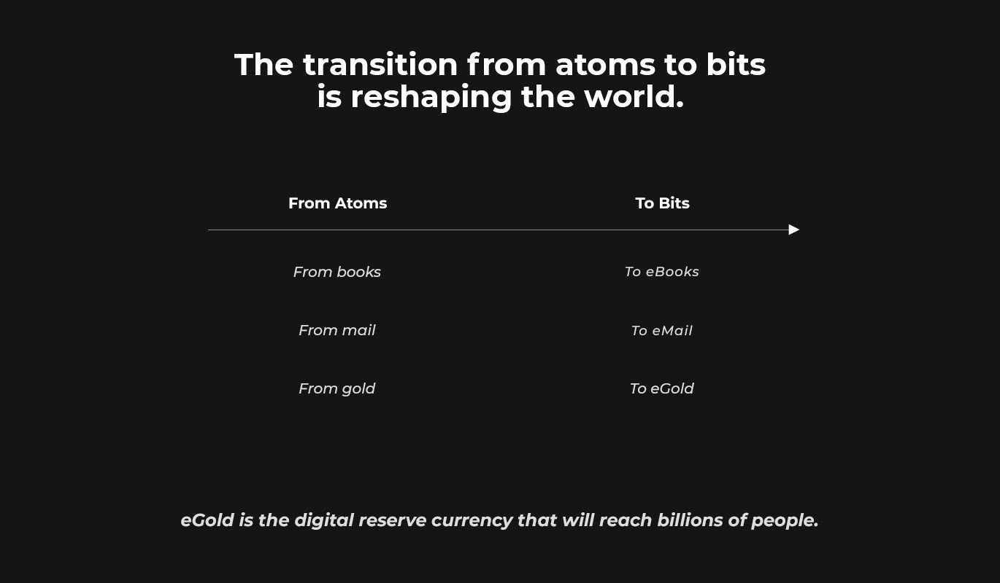 The transition from atoms to bits
is reshaping the world.
From Atoms To Bits
From books To eBooks
From mail To eMail
From gold To eGold
eGold is the digital reserve currency that will reach billions of people.